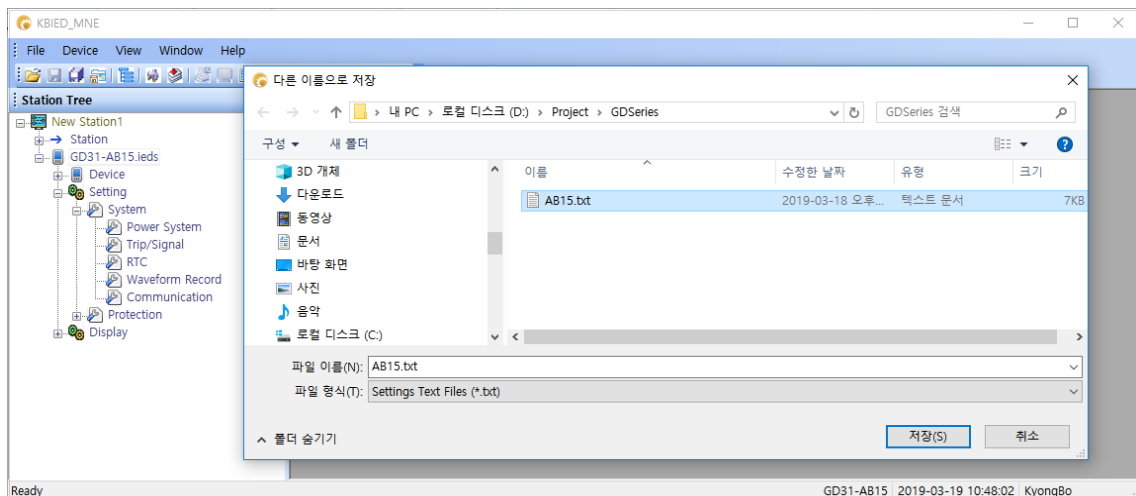 KBIED_MNE
File Device View Window Help
Station Tree
New Station1
Station
GD31-AB15.ieds
Device
Setting
System
Power System
Trip/Signal
RTC
Waveform Record
Communication
Protection
Display
다른 이름으로 저장
내 PC › 로컬 디스크 (D:) › Project › GDSeries
GDSeries 검색
구성 새 폴더
3D 개체
다운로드
동영상
문서
바탕 화면
사진
음악
로컬 디스크 (C:)
이름 수정한 날짜 유형 크기
AB15.txt 2019-03-18 오후... 텍스트 문서 7KB
파일 이름(N): AB15.txt
파일 형식(T): Settings Text Files (*.txt)
폴더 숨기기
저장(S) 취소
Ready GD31-AB15 2019-03-19 10:48:02 KyongBo